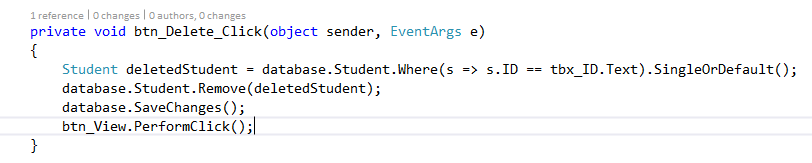 1 reference | 0 changes | 0 authors, 0 changes
private void btn_Delete_Click(object sender, EventArgs e)
{
    Student deletedStudent = database.Student.Where(s => s.ID == tbx_ID.Text).SingleOrDefault();
    database.Student.Remove(deletedStudent);
    database.SaveChanges();
    btn_View.PerformClick();
}